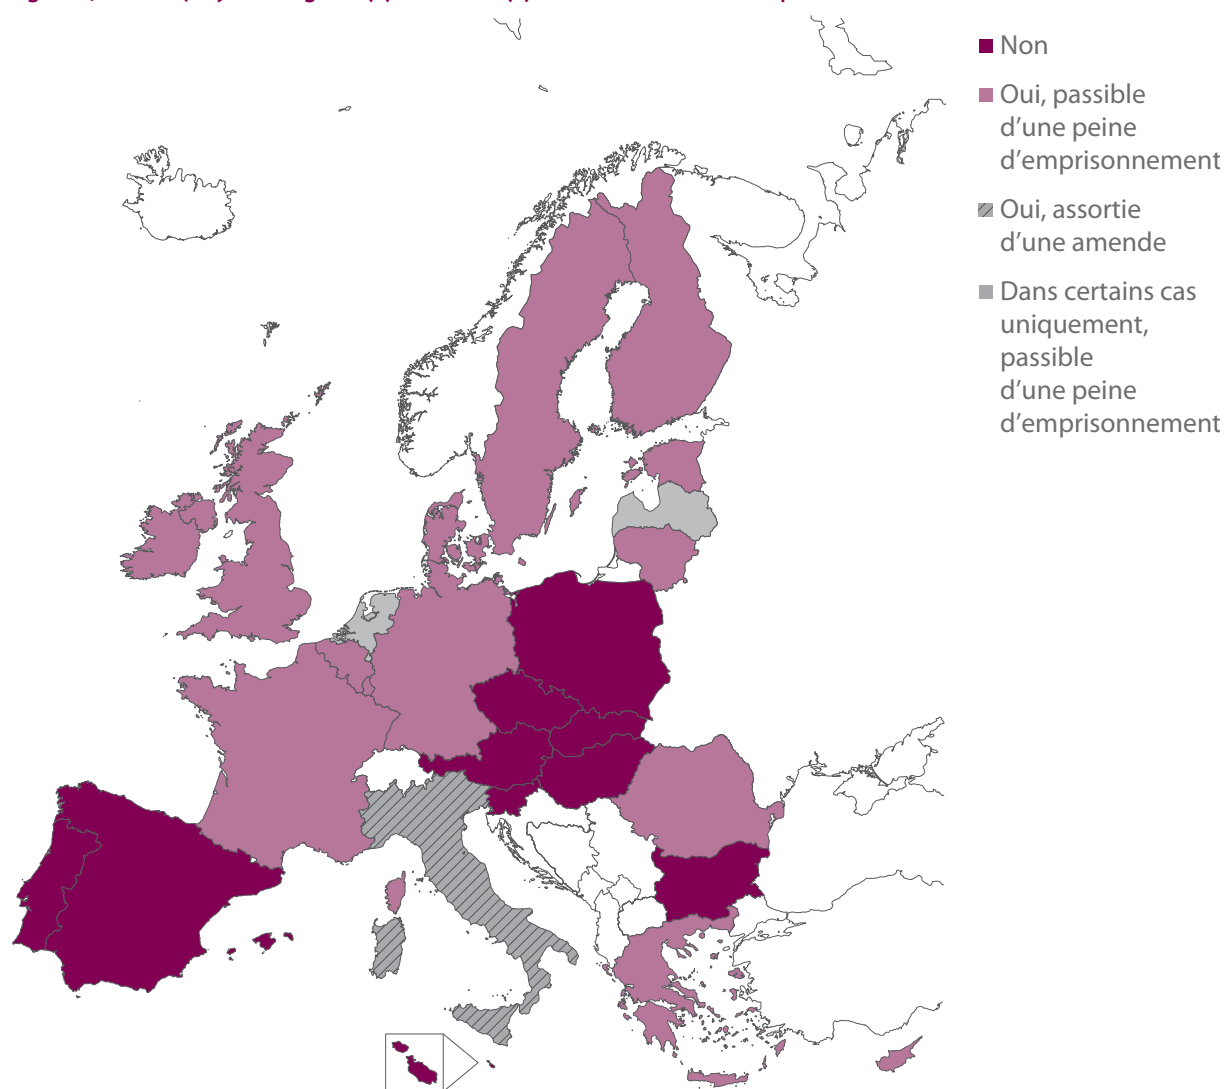 Non
Oui, passible
d’une peine
d’emprisonnement
Oui, assortie
d’une amende
Dans certains cas
uniquement,
passible
d’une peine
d’emprisonnement